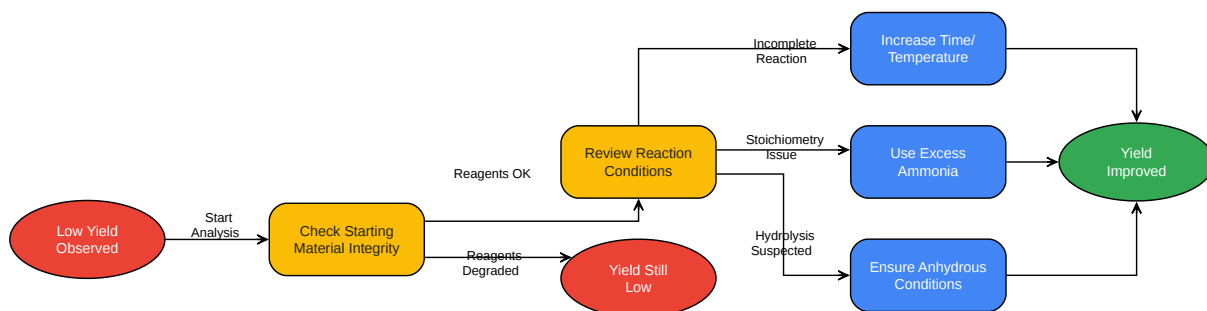 Low Yield
Observed
Start
Analysis
Check Starting
Material Integrity
Reagents OK
Reagents
Degraded
Yield Still
Low
Review Reaction
Conditions
Incomplete
Reaction
Increase Time/
Temperature
Stoichiometry
Issue
Use Excess
Ammonia
Hydrolysis
Suspected
Ensure Anhydrous
Conditions
Yield
Improved